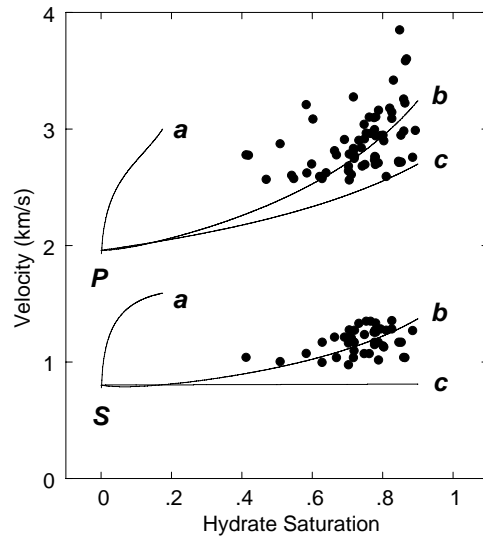 4
3
2
1
0
Velocity (km/s)
a
b
c
P
a
b
c
S
0 .2 .4 .6 .8 1
Hydrate Saturation